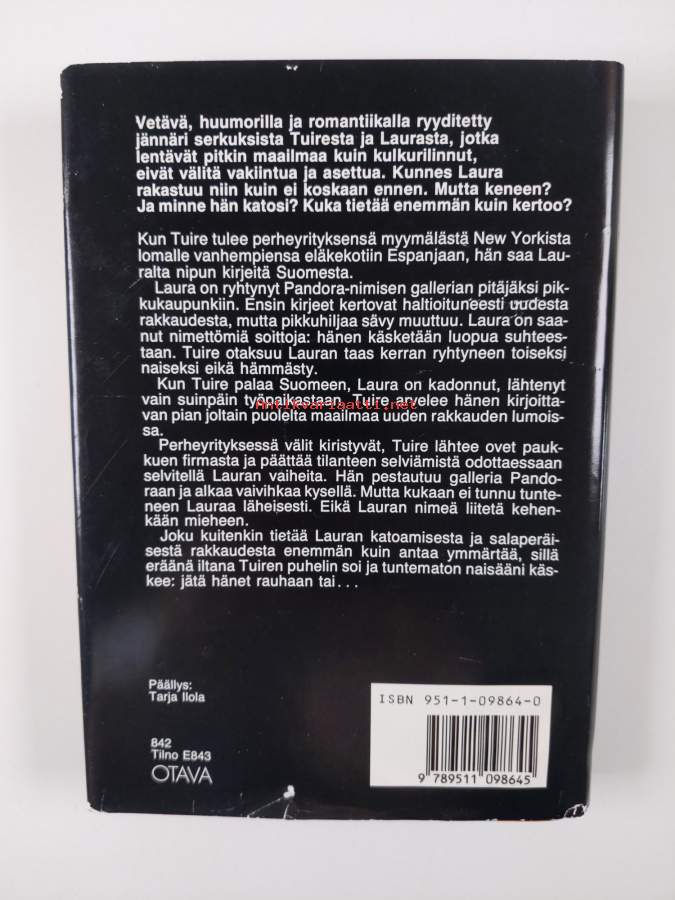 Vetävä, huumorilla ja romantiikalla ryyditetty
jännäri serkuksista Tuiresta ja Laurasta, jotka
lentävät pitkin maailmaa kuin kulkurilinnut,
eivät välitä vakiintua ja asettua. Kunnes Laura
rakastuu niin kuin ei koskaan ennen. Mutta keneen?
Ja minne hän katosi? Kuka tietää enemmän kuin kertoo?
Kun Tuire tulee perheyrityksensä myymälästä New Yorkista
lomalle vanhempiensa eläkekotiin Espanjaan, hän saa Lau-
ralta nipun kirjeitä Suomesta.
Laura on ryhtynyt Pandora-nimisen gallerian pitäjäksi pik-
kukaupunkiin. Ensin kirjeet kertovat haltioituneesti uudesta
rakkaudesta, mutta pikkuhiljaa sävy muuttuu. Laura on saa-
nut nimettömiä soittoja: hänen käsketään luopua suhtees-
taan. Tuire otaksuu Lauran taas kerran ryhtyneen toiseksi
naiseksi eikä hämmästy.
Kun Tuire palaa Suomeen, Laura on kadonnut, lähtenyt
vain suinpäin työpaikastaan. Tuire arvelee hänen kirjoitta-
van pian joltain puolelta maailmaa uuden rakkauden lumois-
sa.
Antikvariaatti.net
Perheyrityksessä välit kiristyvät, Tuire lähtee ovet pauk-
kuen firmasta ja päättää tilanteen selviämistä odottaessaan
selvitellä Lauran vaiheita. Hän pestautuu galleria Pando-
raan ja alkaa vaivihkaa kysellä. Mutta kukaan ei tunnu tunte-
neen Lauraa läheisesti. Eikä Lauran nimeä liitetä kehen-
kään mieheen.
Joku kuitenkin tietää Lauran katoamisesta ja salaperäi-
sestä rakkaudesta enemmän kuin antaa ymmärtää, sillä
eräänä iltana Tuiren puhelin soi ja tuntematon naisääni käs-
kee: jätä hänet rauhaan tai...
Päällys:
Tarja Ilola
842
Tilno E843
OTAVA
ISBN 951-1-09864-0
9 789511 098645